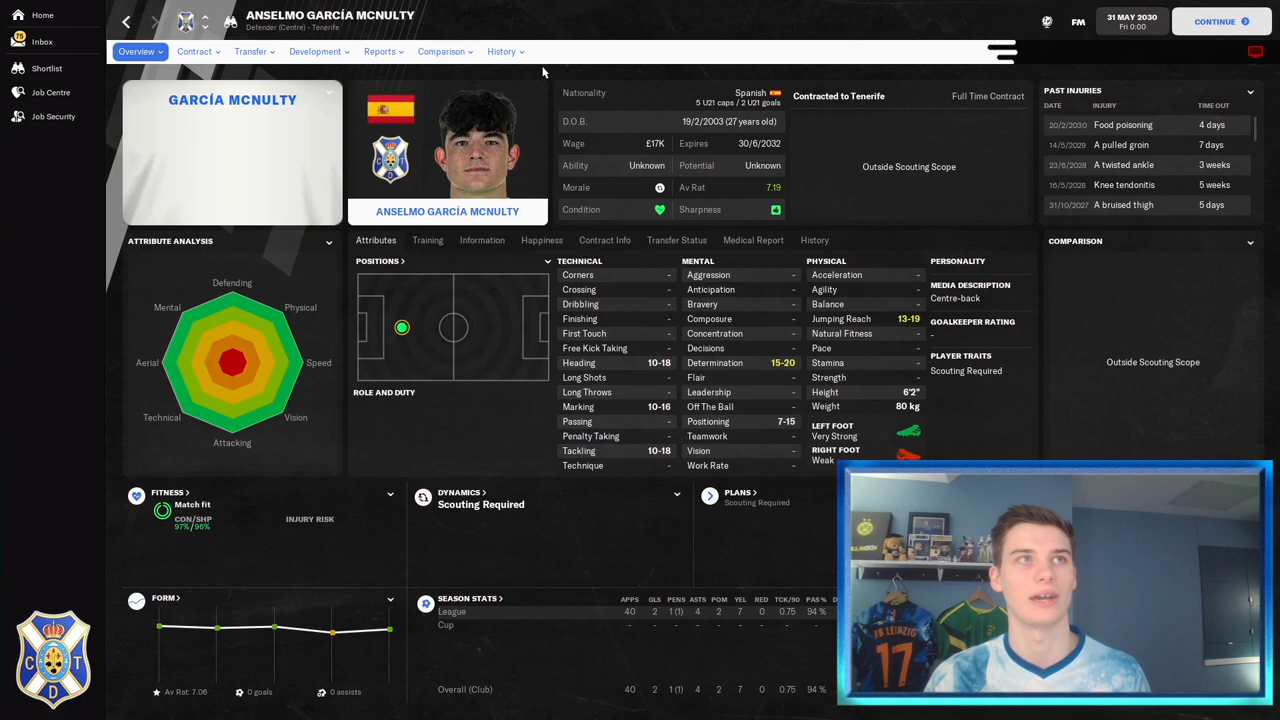 Home
75
Inbox
Shortlist
Job Centre
Job Security
ANSELMO GARCÍA MCNULTY
Defender (Centre) - Tenerife
FM
31 MAY 2030
Fri 0:00
CONTINUE
Overview Contract Transfer Development Reports Comparison History
GARCÍA MCNULTY
ANSELMO GARCÍA MCNULTY
Nationality Spanish
5 U21 caps / 2 U21 goals
D.O.B. 19/2/2003 (27 years old)
Wage £17K Expires 30/6/2032
Ability Unknown Potential Unknown
Morale Av Rat 7.19
Condition Sharpness
Contracted to Tenerife Full Time Contract
Outside Scouting Scope
PAST INJURIES
DATE INJURY TIME OUT
20/2/2030 Food poisoning 4 days
14/5/2029 A pulled groin 7 days
23/6/2028 A twisted ankle 3 weeks
16/5/2028 Knee tendonitis 5 weeks
31/10/2027 A bruised thigh 5 days
ATTRIBUTE ANALYSIS
Defending
Mental Physical
Aerial Speed
Technical Vision
Attacking
Attributes Training Information Happiness Contract Info Transfer Status Medical Report History
POSITIONS >
ROLE AND DUTY
TECHNICAL
Corners -
Crossing -
Dribbling -
Finishing -
First Touch -
Free Kick Taking -
Heading 10-18
Long Shots -
Long Throws -
Marking 10-16
Passing -
Penalty Taking -
Tackling 10-18
Technique -
MENTAL
Aggression -
Anticipation -
Bravery -
Composure -
Concentration -
Decisions -
Determination 15-20
Flair -
Leadership -
Off The Ball -
Positioning 7-15
Teamwork -
Vision -
Work Rate -
PHYSICAL
Acceleration -
Agility -
Balance -
Jumping Reach 13-19
Natural Fitness -
Pace -
Stamina -
Strength -
Height 6'2"
Weight 80 kg
LEFT FOOT
Very Strong
RIGHT FOOT
Weak
PERSONALITY
MEDIA DESCRIPTION
Centre-back
GOALKEEPER RATING
-
PLAYER TRAITS
Scouting Required
COMPARISON
Outside Scouting Scope
FITNESS >
Match fit
CON/SHP
97%/96%
INJURY RISK
DYNAMICS >
Scouting Required
PLANS >
Scouting Required
FORM >
Av Rat: 7.06 0 goals 0 assists
SEASON STATS > APPS GLS PENS ASTS POM YEL RED TCK/90 PAS % D
League 40 2 1 (1) 4 2 7 0 0.75 94 %
Cup - - - - - - - - -
Overall (Club) 40 2 1 (1) 4 2 7 0 0.75 94 %
RB LEIPZIG
17